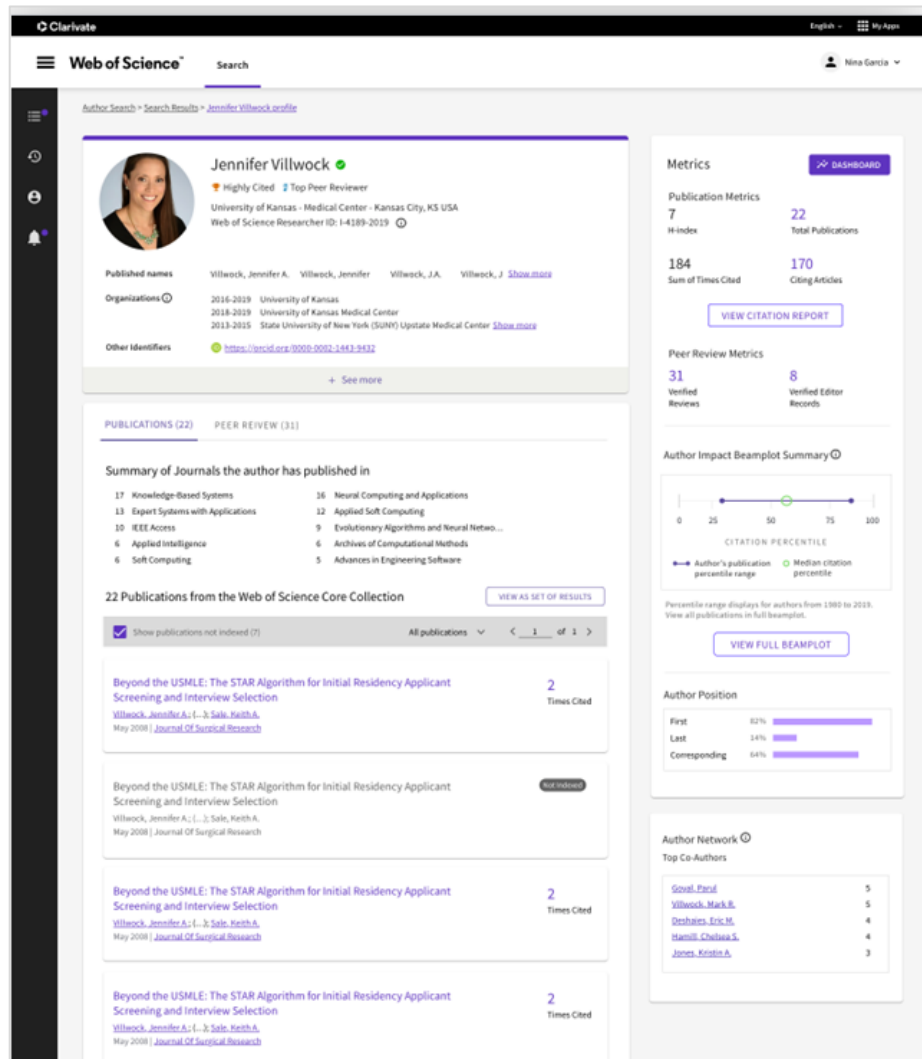 Clarivate
English
My Apps
Web of Science™
Search
Nina Garcia
Author Search > Search Results > Jennifer Villwock profile
Jennifer Villwock
Highly Cited Top Peer Reviewer
University of Kansas - Medical Center - Kansas City, KS USA
Web of Science Researcher ID: I-4189-2019
Published names Villwock, Jennifer A. Villwock, Jennifer Villwock, J.A. Villwock, J Show more
Organizations 2016-2019 University of Kansas
2018-2019 University of Kansas Medical Center
2013-2015 State University of New York (SUNY) Upstate Medical Center Show more
Other Identifiers https://orcid.org/0000-0002-1443-9432
+ See more
PUBLICATIONS (22) PEER REIVEW (31)
Summary of Journals the author has published in
17 Knowledge-Based Systems
13 Expert Systems with Applications
10 IEEE Access
6 Applied Intelligence
6 Soft Computing
16 Neural Computing and Applications
12 Applied Soft Computing
9 Evolutionary Algorithms and Neural Netwo...
6 Archives of Computational Methods
5 Advances in Engineering Software
22 Publications from the Web of Science Core Collection
VIEW AS SET OF RESULTS
Show publications not indexed (7) All publications < 1 of 1 >
Beyond the USMLE: The STAR Algorithm for Initial Residency Applicant
Screening and Interview Selection
Villwock, Jennifer A.; (...); Sale, Keith A.
May 2008 | Journal Of Surgical Research
2
Times Cited
Beyond the USMLE: The STAR Algorithm for Initial Residency Applicant
Screening and Interview Selection
Villwock, Jennifer A.; (...); Sale, Keith A.
May 2008 | Journal Of Surgical Research
Not Indexed
Beyond the USMLE: The STAR Algorithm for Initial Residency Applicant
Screening and Interview Selection
Villwock, Jennifer A.; (...); Sale, Keith A.
May 2008 | Journal Of Surgical Research
2
Times Cited
Beyond the USMLE: The STAR Algorithm for Initial Residency Applicant
Screening and Interview Selection
Villwock, Jennifer A.; (...); Sale, Keith A.
May 2008 | Journal Of Surgical Research
2
Times Cited
Metrics
DASHBOARD
Publication Metrics
7
H-index
22
Total Publications
184
Sum of Times Cited
170
Citing Articles
VIEW CITATION REPORT
Peer Review Metrics
31
Verified
Reviews
8
Verified Editor
Records
Author Impact Beamplot Summary
0 25 50 75 100
CITATION PERCENTILE
Author's publication
percentile range
Median citation
percentile
Percentile range displays for authors from 1980 to 2019.
View all publications in full beamplot.
VIEW FULL BEAMPLOT
Author Position
First 82%
Last 14%
Corresponding 64%
Author Network
Top Co-Authors
Goyal, Parul 5
Villwock, Mark R. 5
Deshaies, Eric M. 4
Hamill, Chelsea S. 4
Jones, Kristin A. 3